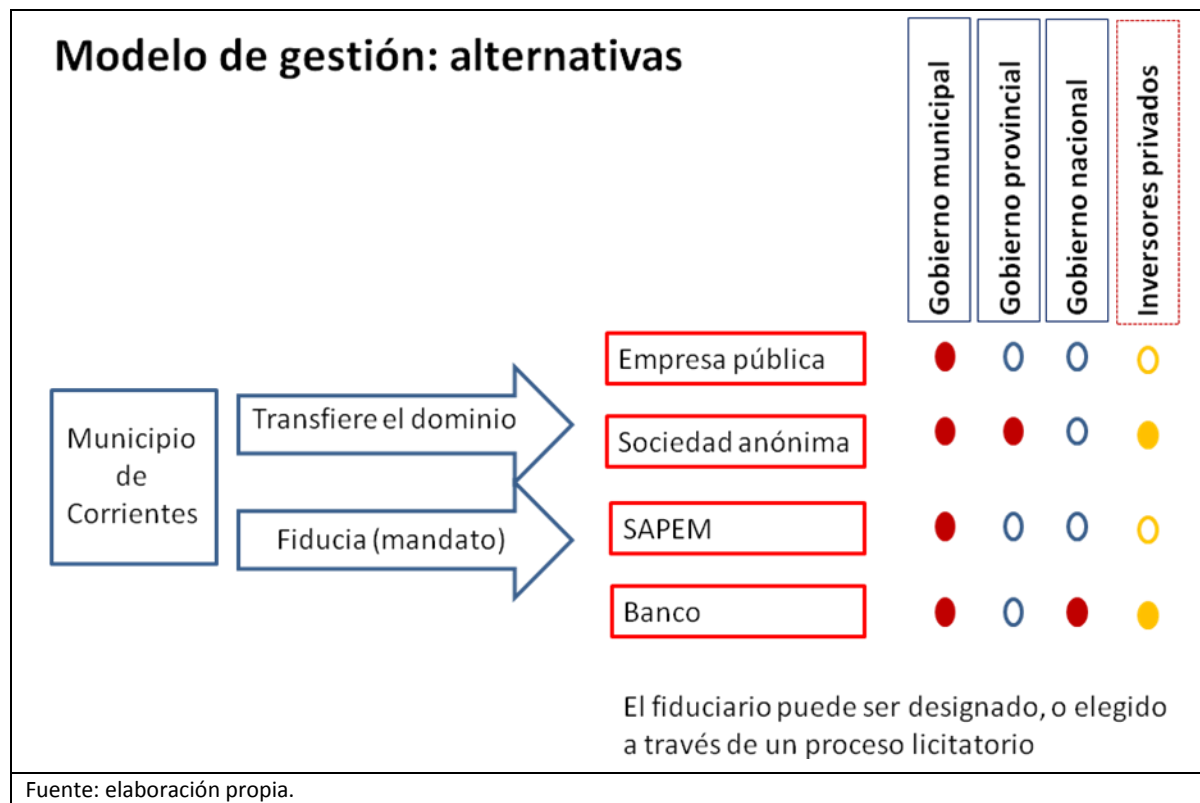 Modelo de gestión: alternativas
Gobierno municipal
Gobierno provincial
Gobierno nacional
Inversores privados
Municipio
de
Corrientes
Transfiere el dominio
Fiducia (mandato)
Empresa pública
Sociedad anónima
SAPEM
Banco
El fiduciario puede ser designado, o elegido
a través de un proceso licitatorio
Fuente: elaboración propia.